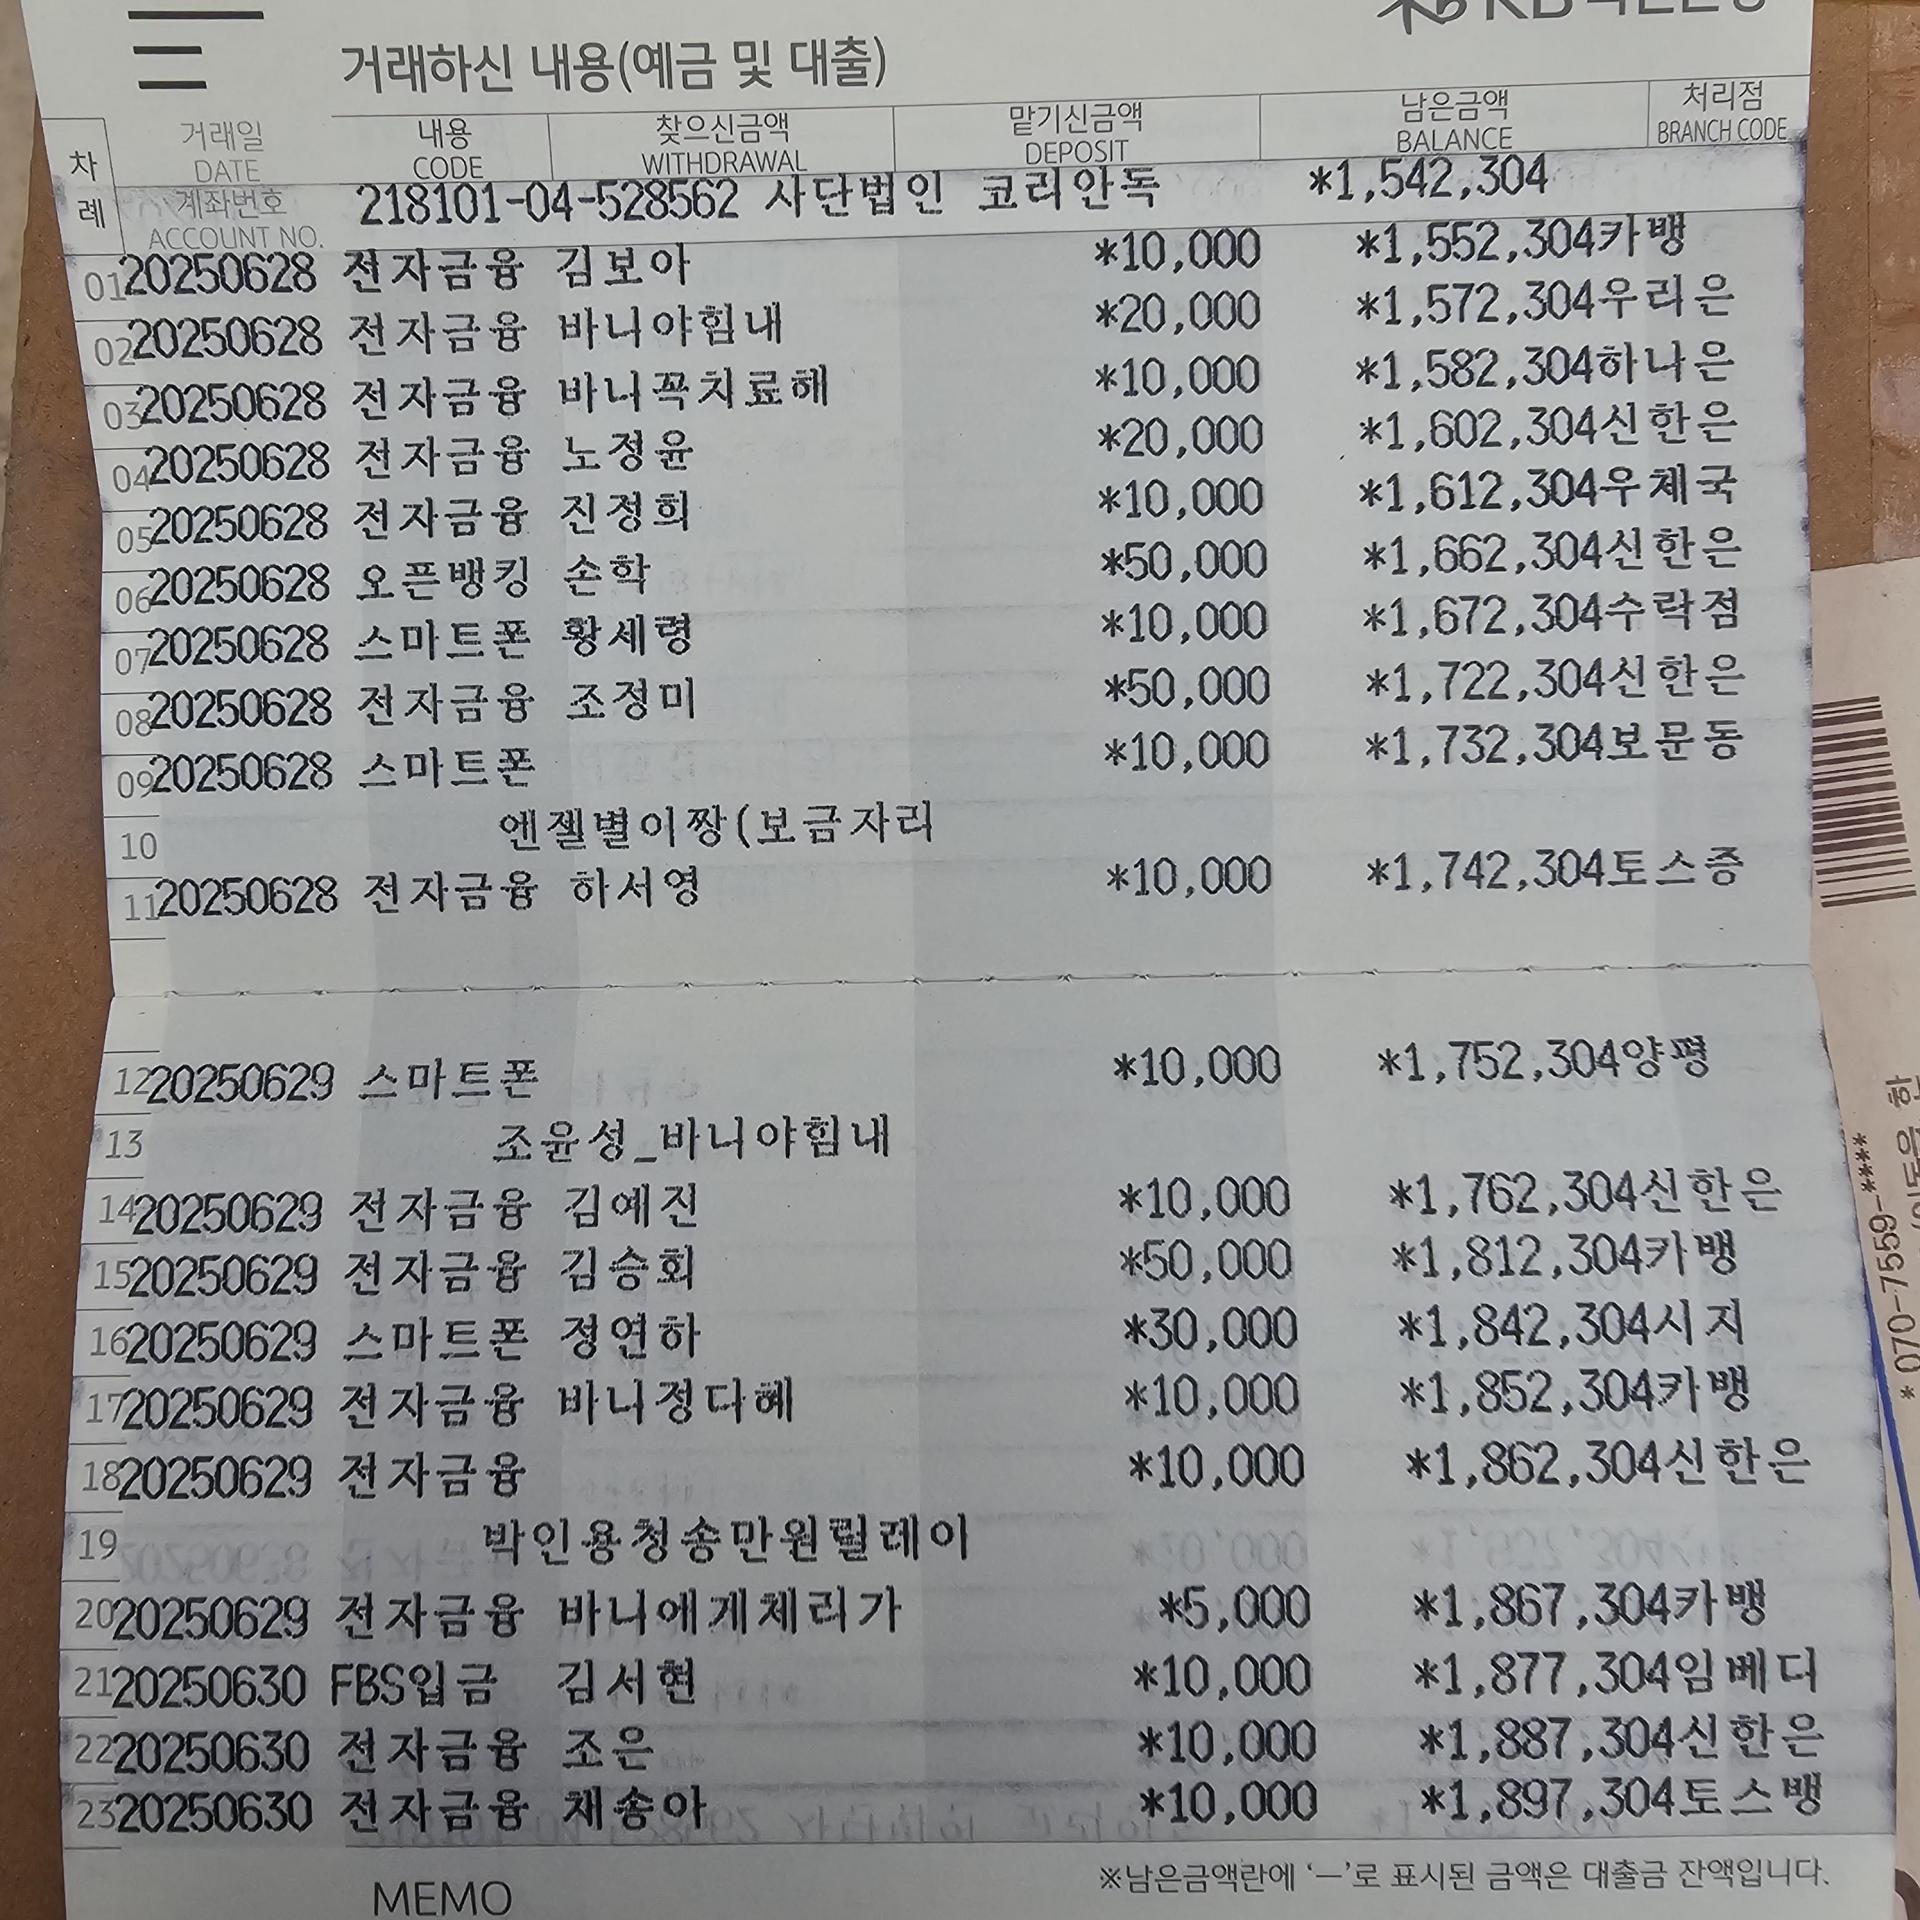 거래하신 내용(예금 및 대출)
차례 거래일 내용 찾으신금액 맡기신금액 남은금액 처리점
DATE CODE WITHDRAWAL DEPOSIT BALANCE BRANCH CODE
계좌번호 218101-04-528562 사단법인 코리안독 *1,542,304
ACCOUNT NO.
01 20250628 전자금융 김보아 *10,000 *1,552,304카뱅
02 20250628 전자금융 바니야힘내 *20,000 *1,572,304우리은
03 20250628 전자금융 바니꼭치료해 *10,000 *1,582,304하나은
04 20250628 전자금융 노정윤 *20,000 *1,602,304신한은
05 20250628 전자금융 진정희 *10,000 *1,612,304우체국
06 20250628 오픈뱅킹 손학 *50,000 *1,662,304신한은
07 20250628 스마트폰 황세령 *10,000 *1,672,304수락점
08 20250628 전자금융 조정미 *50,000 *1,722,304신한은
09 20250628 스마트폰 *10,000 *1,732,304보문동
10 엔젤별이짱(보금자리
11 20250628 전자금융 하서영 *10,000 *1,742,304토스증
12 20250629 스마트폰 *10,000 *1,752,304양평
13 조윤성_바니야힘내
14 20250629 전자금융 김예진 *10,000 *1,762,304신한은
15 20250629 전자금융 김승회 *50,000 *1,812,304카뱅
16 20250629 스마트폰 정연하 *30,000 *1,842,304시지
17 20250629 전자금융 바니정다혜 *10,000 *1,852,304카뱅
18 20250629 전자금융 *10,000 *1,862,304신한은
19 박인용청송만원릴레이
20 20250629 전자금융 바니에게체리가 *5,000 *1,867,304카뱅
21 20250630 FBS입금 김서현 *10,000 *1,877,304임베디
22 20250630 전자금융 조은 *10,000 *1,887,304신한은
23 20250630 전자금융 채송아 *10,000 *1,897,304토스뱅
※남은금액란에 '—'로 표시된 금액은 대출금 잔액입니다.
MEMO
* 070-7559-****